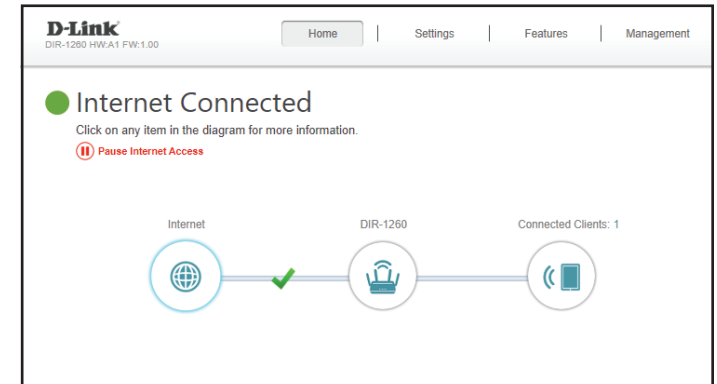 D-Link
DIR-1260 HW:A1 FW:1.00
Home | Settings | Features | Management
Internet Connected
Click on any item in the diagram for more information.
Pause Internet Access
Internet DIR-1260 Connected Clients: 1